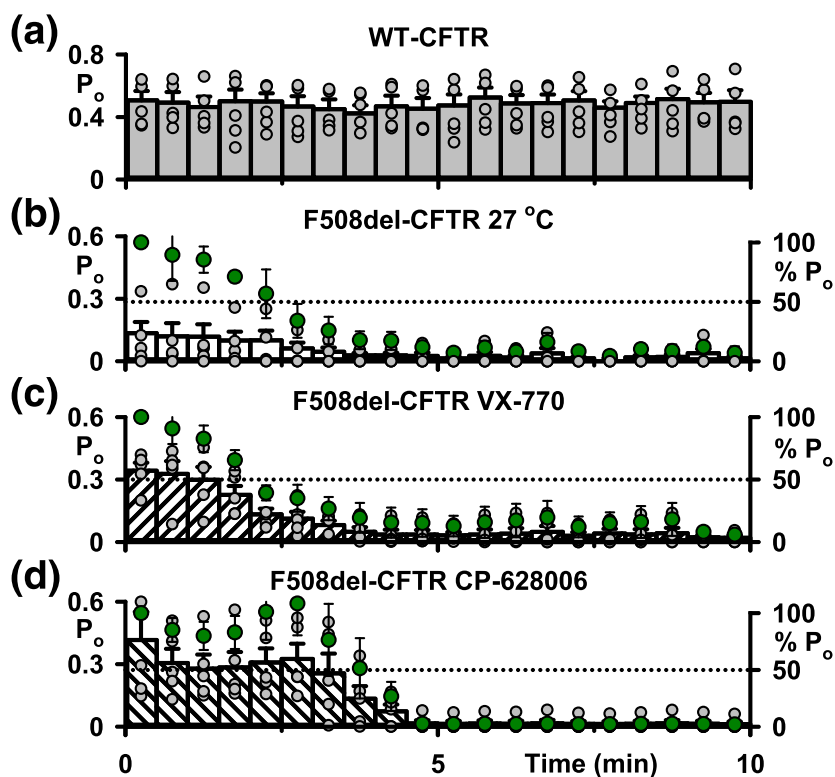 (a)
WT-CFTR
0.8
Po
0.4
0
(b)
F508del-CFTR 27 °C
0.6
Po
0.3
0
100
% Po
50
0
(c)
F508del-CFTR VX-770
0.6
Po
0.3
0
100
% Po
50
0
(d)
F508del-CFTR CP-628006
0.6
Po
0.3
0
100
% Po
50
0
0 5 Time (min) 10